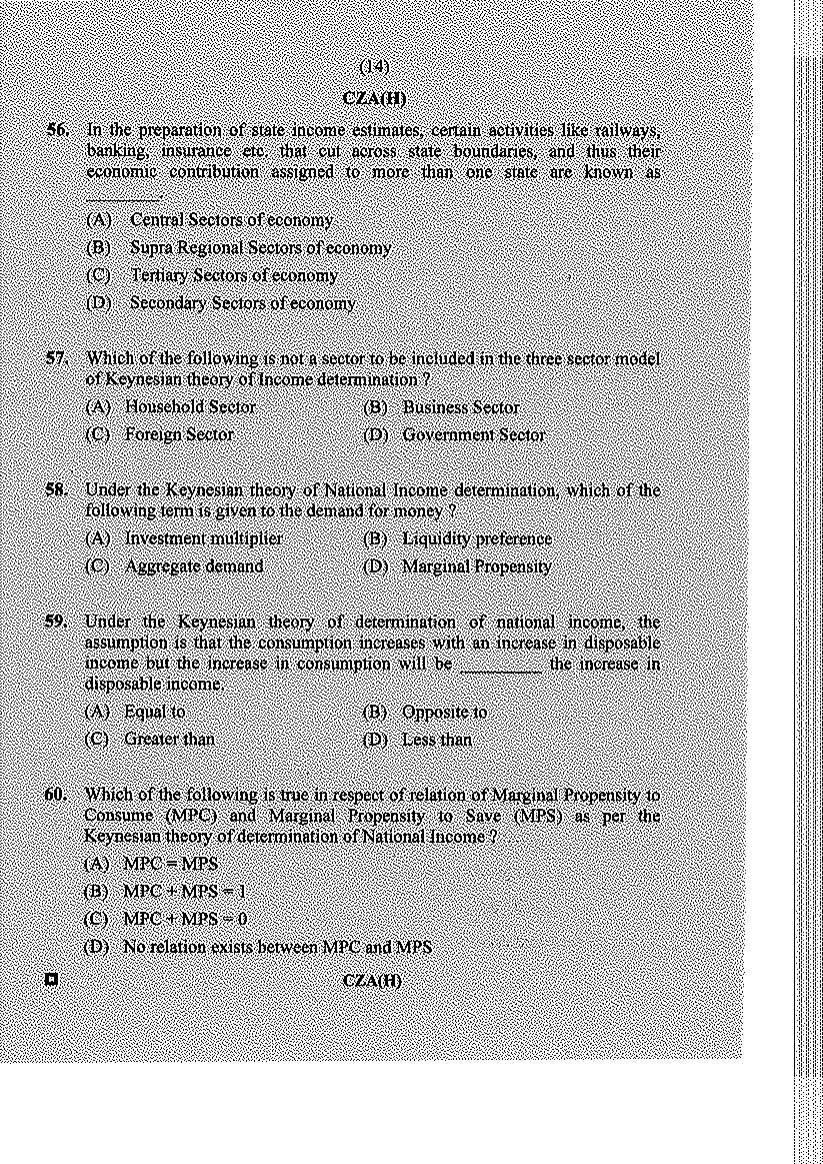 (14)
CZA(H)
56. In the preparation of state income estimates, certain activities like railways,
banking, insurance etc. that cut across state boundaries, and thus their
economic contribution assigned to more than one state are known as
________.
(A) Central Sectors of economy
(B) Supra Regional Sectors of economy
(C) Tertiary Sectors of economy
(D) Secondary Sectors of economy
57. Which of the following is not a sector to be included in the three sector model
of Keynesian theory of Income determination ?
(A) Household Sector (B) Business Sector
(C) Foreign Sector (D) Government Sector
58. Under the Keynesian theory of National Income determination, which of the
following term is given to the demand for money ?
(A) Investment multiplier (B) Liquidity preference
(C) Aggregate demand (D) Marginal Propensity
59. Under the Keynesian theory of determination of national income, the
assumption is that the consumption increases with an increase in disposable
income but the increase in consumption will be ________ the increase in
disposable income.
(A) Equal to (B) Opposite to
(C) Greater than (D) Less than
60. Which of the following is true in respect of relation of Marginal Propensity to
Consume (MPC) and Marginal Propensity to Save (MPS) as per the
Keynesian theory of determination of National Income ?
(A) MPC = MPS
(B) MPC + MPS = 1
(C) MPC + MPS = 0
(D) No relation exists between MPC and MPS
CZA(H)